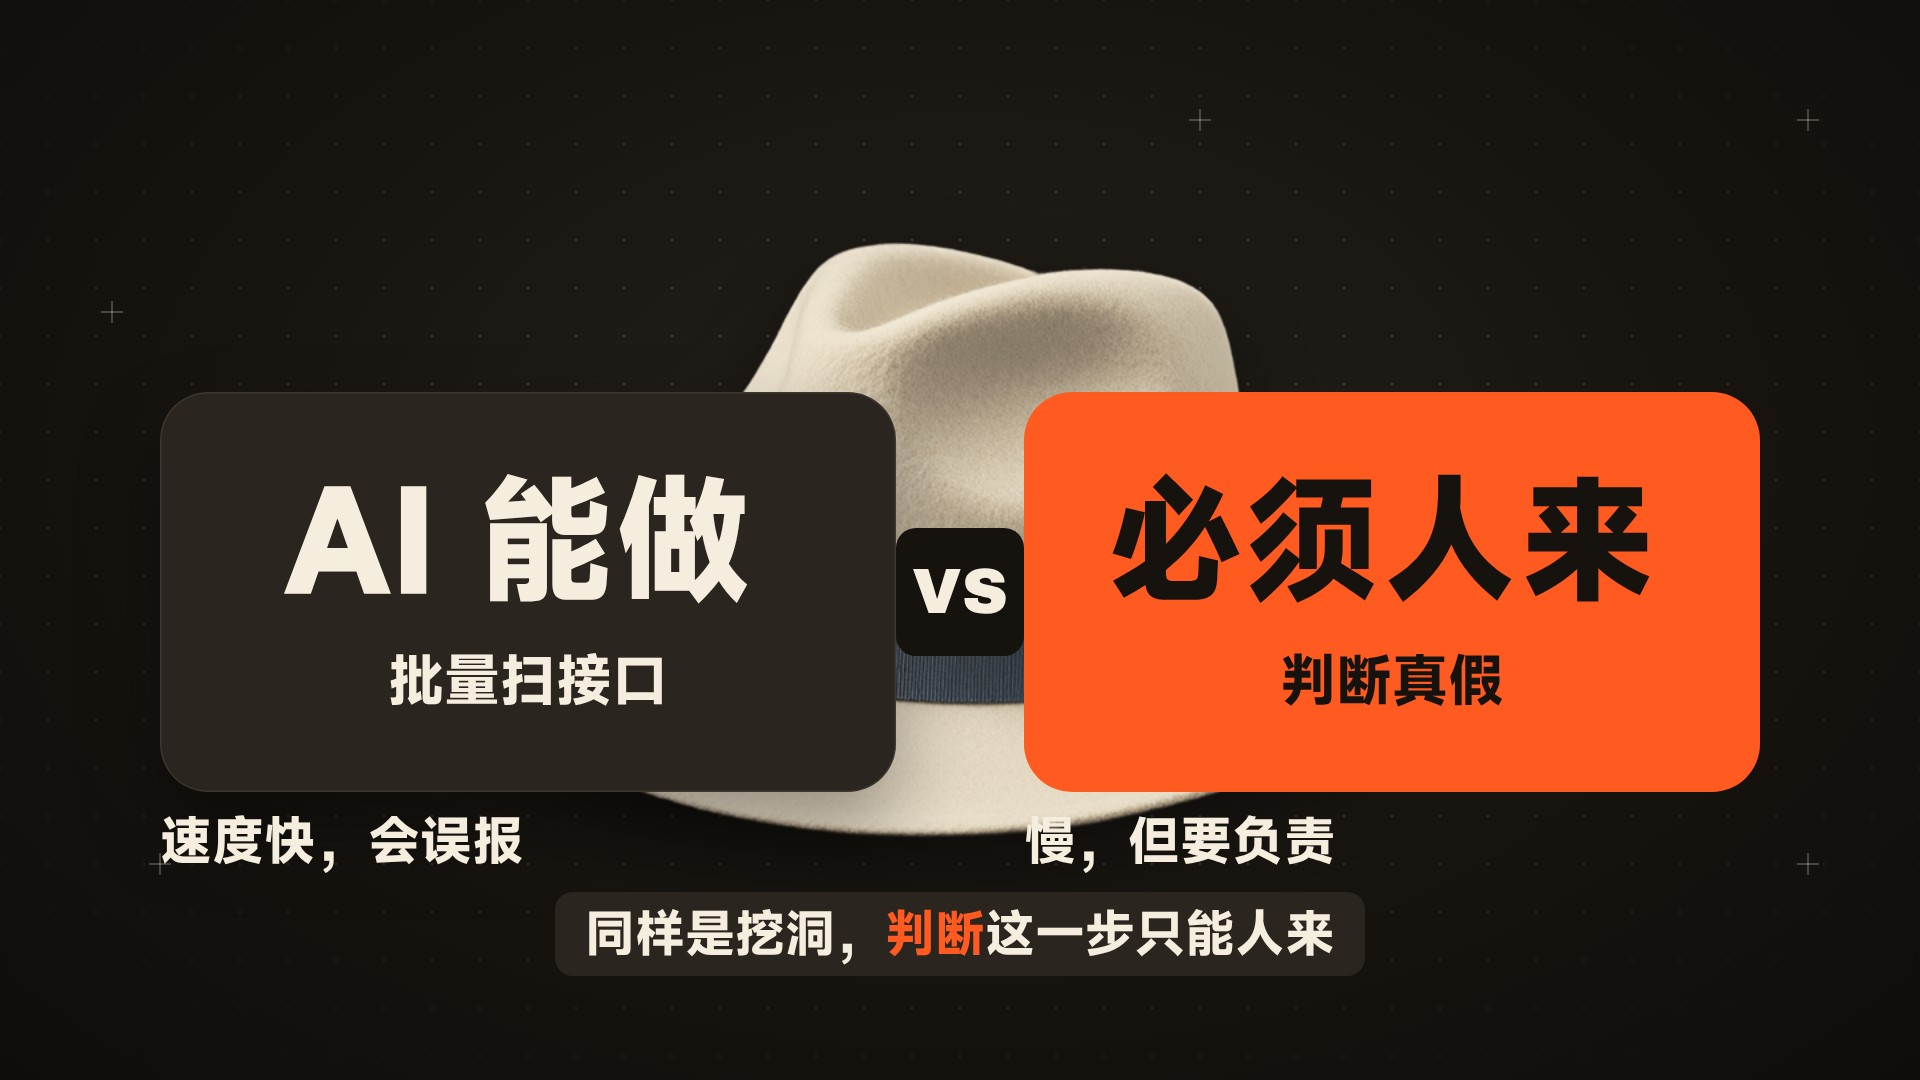 AI 能做
批量扫接口
VS
必须人来
判断真假
速度快，会误报
慢，但要负责
同样是挖洞，判断这一步只能人来